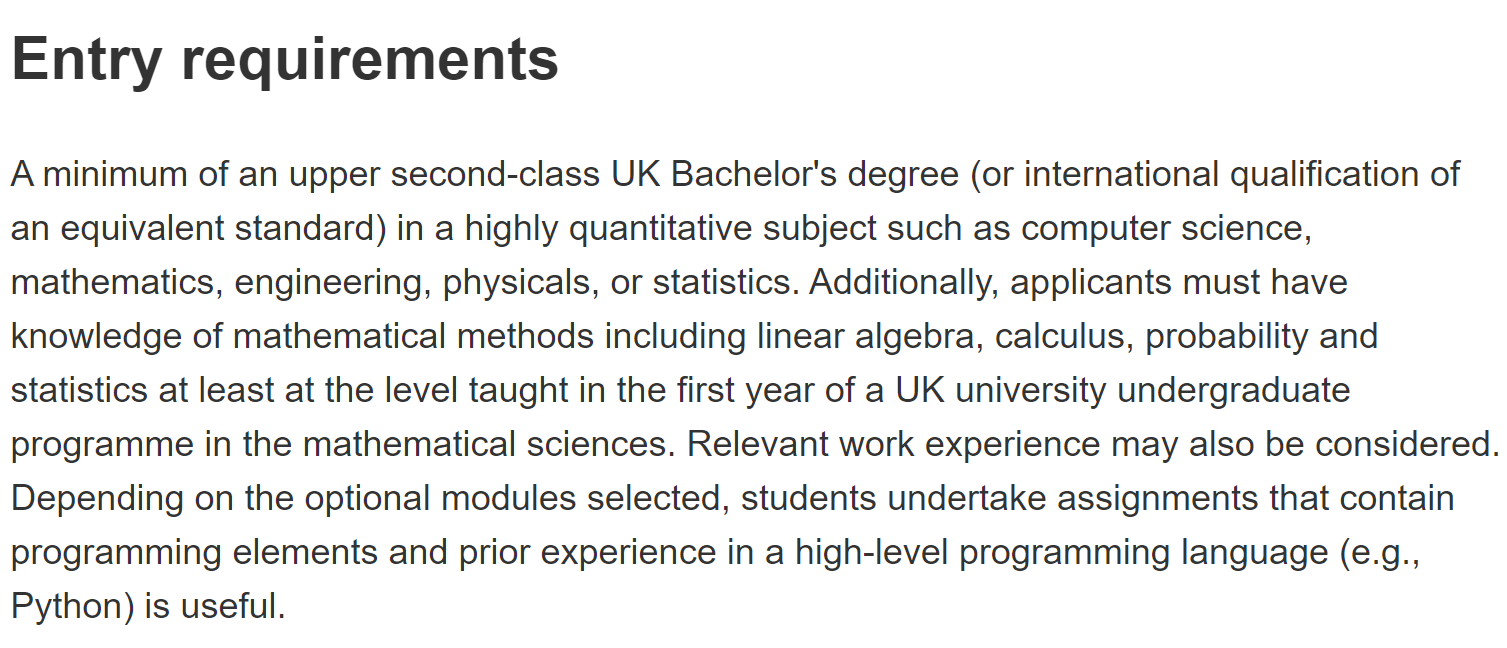 Entry requirements
A minimum of an upper second-class UK Bachelor's degree (or international qualification of
an equivalent standard) in a highly quantitative subject such as computer science,
mathematics, engineering, physicals, or statistics. Additionally, applicants must have
knowledge of mathematical methods including linear algebra, calculus, probability and
statistics at least at the level taught in the first year of a UK university undergraduate
programme in the mathematical sciences. Relevant work experience may also be considered.
Depending on the optional modules selected, students undertake assignments that contain
programming elements and prior experience in a high-level programming language (e.g.,
Python) is useful.